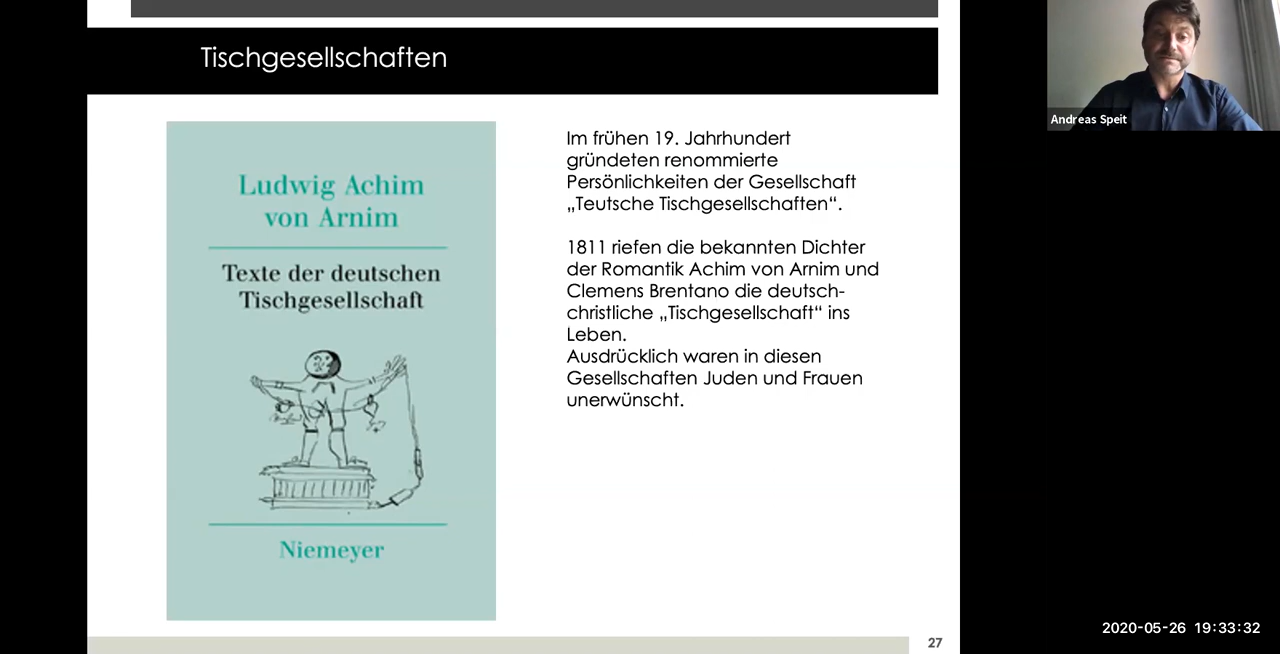 Tischgesellschaften
Ludwig Achim
von Arnim
Texte der deutschen
Tischgesellschaft
Niemeyer
Im frühen 19. Jahrhundert
gründeten renommierte
Persönlichkeiten der Gesellschaft
„Teutsche Tischgesellschaften“.
1811 riefen die bekannten Dichter
der Romantik Achim von Arnim und
Clemens Brentano die deutsch-
christliche „Tischgesellschaft“ ins
Leben.
Ausdrücklich waren in diesen
Gesellschaften Juden und Frauen
unerwünscht.
27
Andreas Speit
2020-05-26 19:33:32